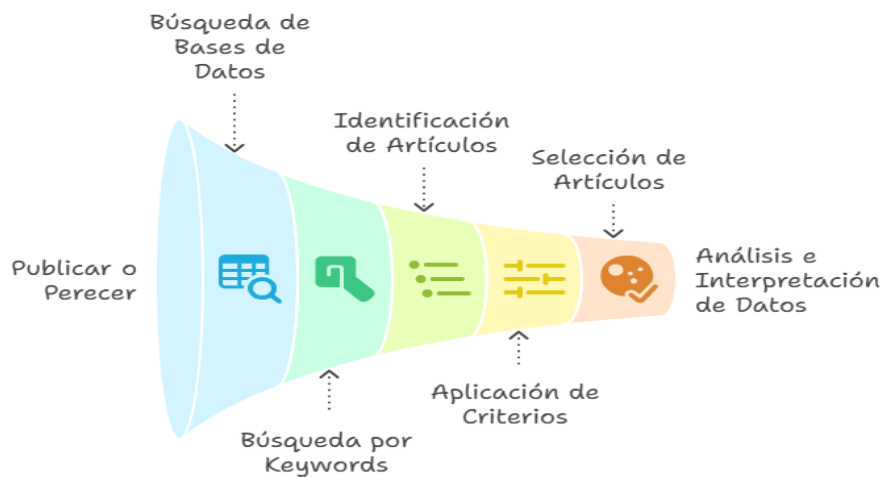 Búsqueda de
Bases de
Datos
Identificación
de Artículos
Selección de
Artículos
Publicar o
Perecer
Análisis e
Interpretación
de Datos
Aplicación de
Criterios
Búsqueda por
Keywords